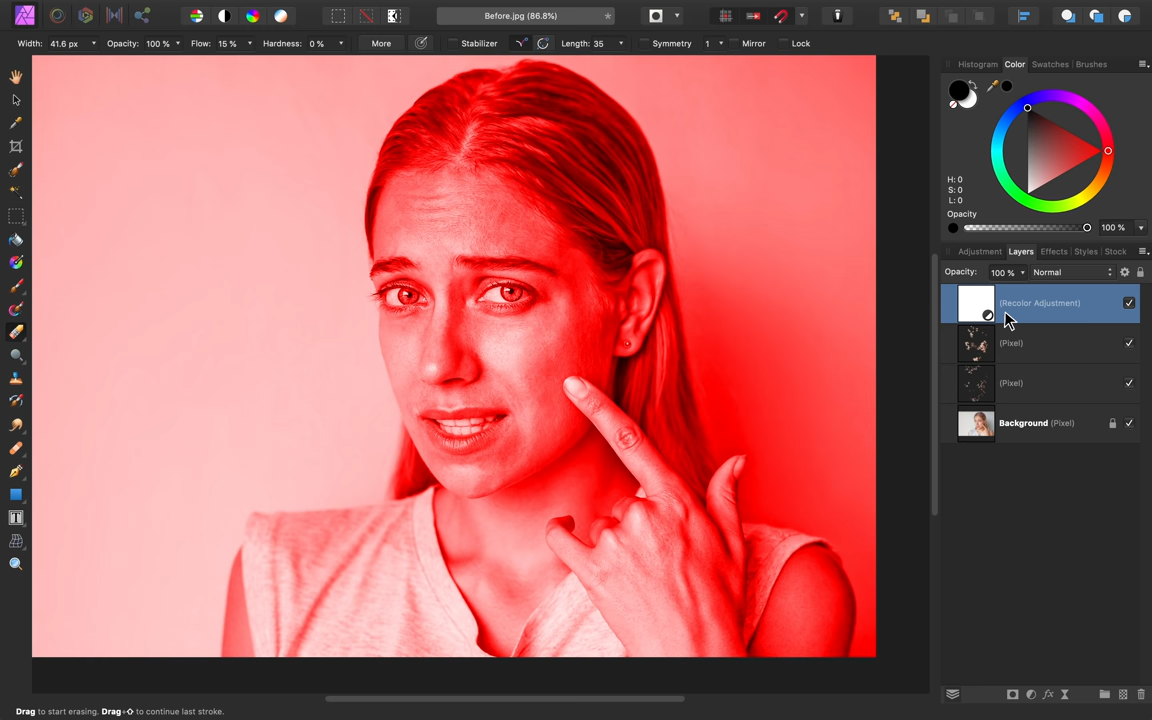 Before.jpg (86.8%)
Width: 41.6 px Opacity: 100 % Flow: 15 % Hardness: 0 % More Stabilizer Length: 35 Symmetry 1 Mirror Lock
Histogram Color Swatches Brushes
H: 0
S: 0
L: 0
Opacity
100 %
Adjustment Layers Effects Styles Stock
Opacity: 100 % Normal
(Recolor Adjustment)
(Pixel)
(Pixel)
Background (Pixel)
Drag to start erasing. Drag+⇧ to continue last stroke.